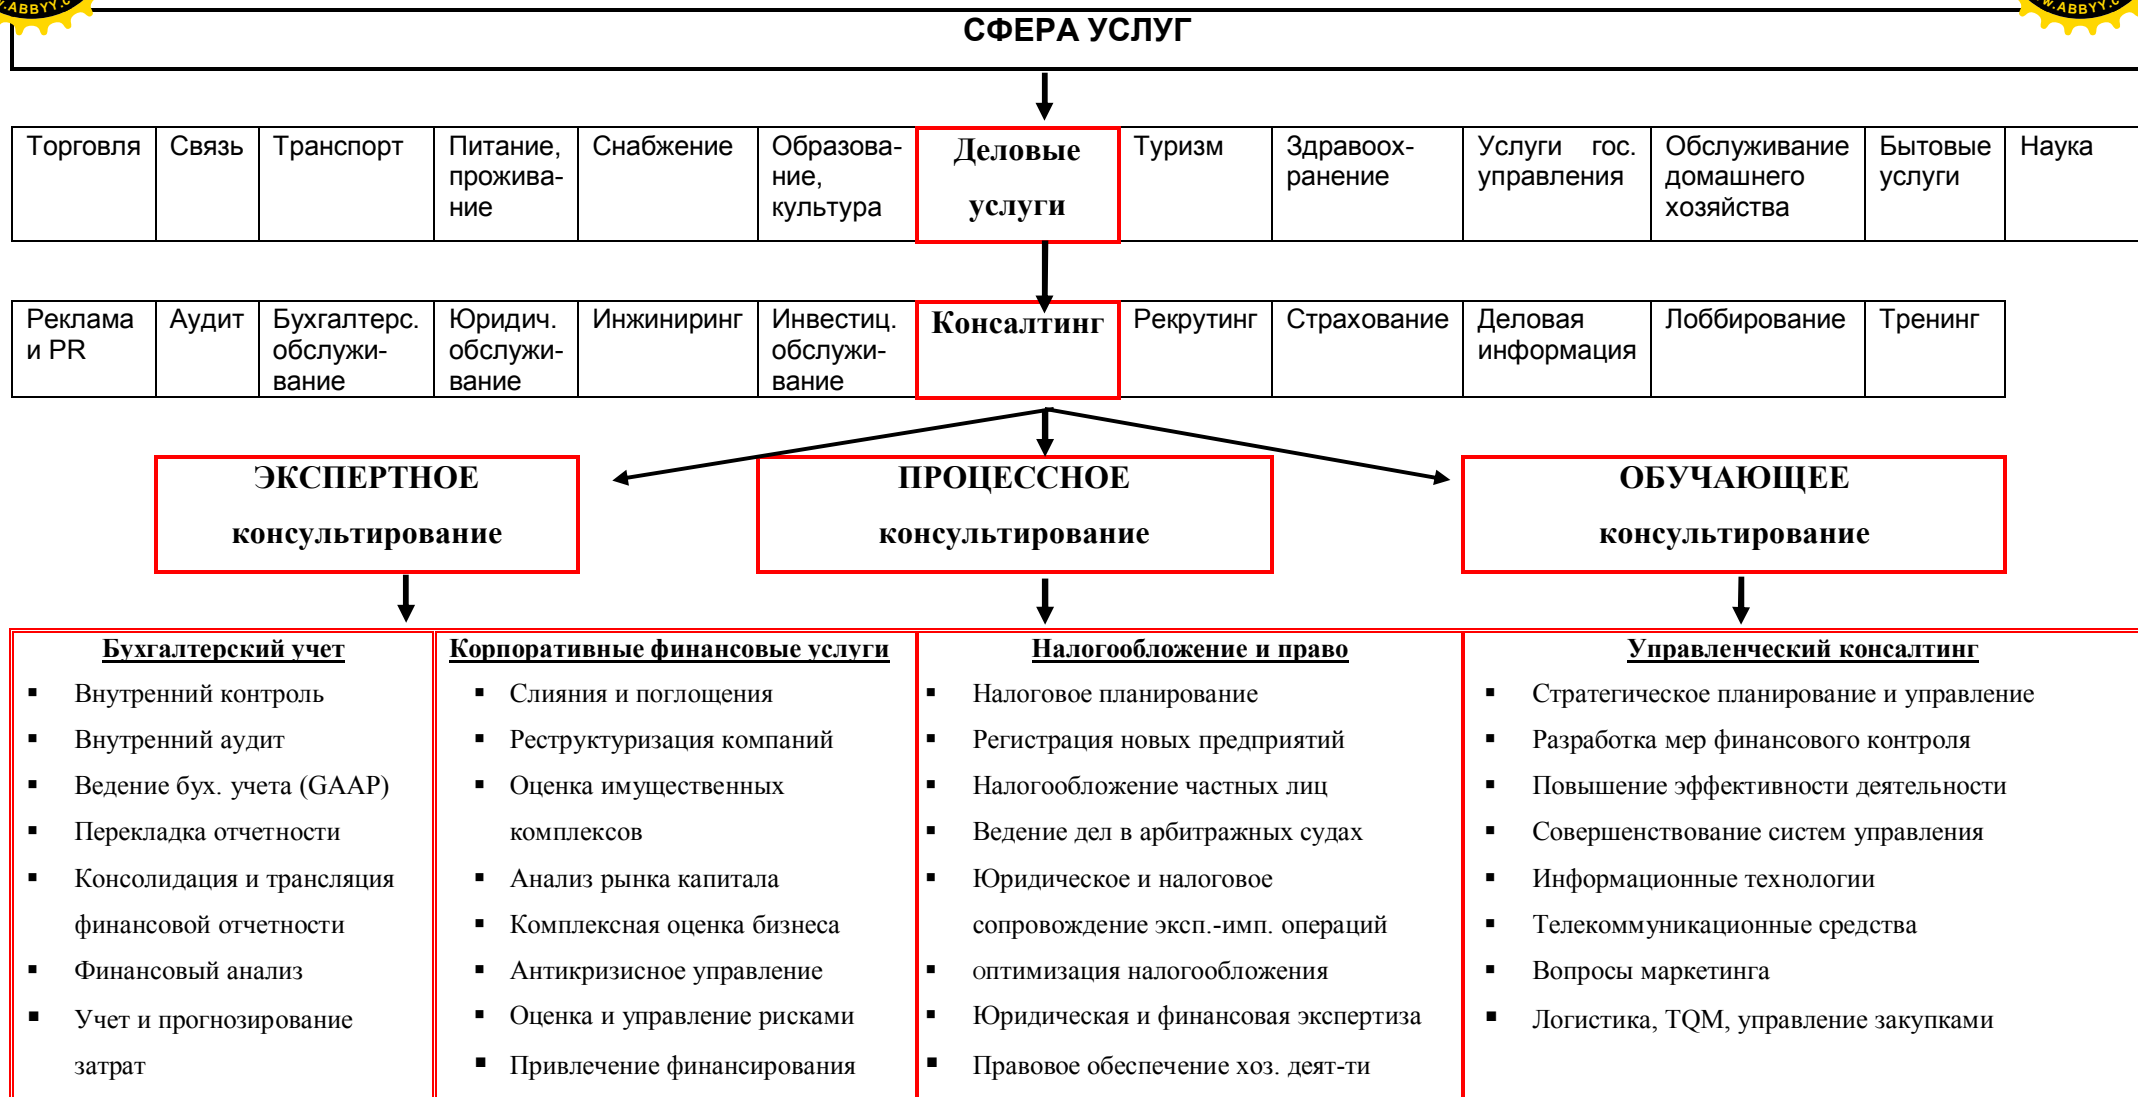 .ABBYY.c
w.ABBYY.c
СФЕРА УСЛУГ
Торговля
Связь
Транспорт
Питание,
прожива-
ние
Снабжение
Образова-
ние,
культура
Деловые
услуги
Туризм
Здравоох-
ранение
Услуги гос.
управления
Обслуживание
домашнего
хозяйства
Бытовые
услуги
Наука
Реклама
и PR
Аудит
Бухгалтерс.
обслужи-
вание
Юридич.
обслужи-
вание
Инжиниринг
Инвестиц.
обслужи-
вание
Консалтинг
Рекрутинг
Страхование
Деловая
информация
Лоббирование
Тренинг
ЭКСПЕРТНОЕ
консультирование
ПРОЦЕССНОЕ
консультирование
ОБУЧАЮЩЕЕ
консультирование
Бухгалтерский учет
▪ Внутренний контроль
▪ Внутренний аудит
▪ Ведение бух. учета (GAAP)
▪ Перекладка отчетности
▪ Консолидация и трансляция
финансовой отчетности
▪ Финансовый анализ
▪ Учет и прогнозирование
затрат
Корпоративные финансовые услуги
▪ Слияния и поглощения
▪ Реструктуризация компаний
▪ Оценка имущественных
комплексов
▪ Анализ рынка капитала
▪ Комплексная оценка бизнеса
▪ Антикризисное управление
▪ Оценка и управление рисками
▪ Привлечение финансирования
Налогообложение и право
▪ Налоговое планирование
▪ Регистрация новых предприятий
▪ Налогообложение частных лиц
▪ Ведение дел в арбитражных судах
▪ Юридическое и налоговое
сопровождение эксп.-имп. операций
▪ оптимизация налогообложения
▪ Юридическая и финансовая экспертиза
▪ Правовое обеспечение хоз. деят-ти
Управленческий консалтинг
▪ Стратегическое планирование и управление
▪ Разработка мер финансового контроля
▪ Повышение эффективности деятельности
▪ Совершенствование систем управления
▪ Информационные технологии
▪ Телекоммуникационные средства
▪ Вопросы маркетинга
▪ Логистика, TQM, управление закупками